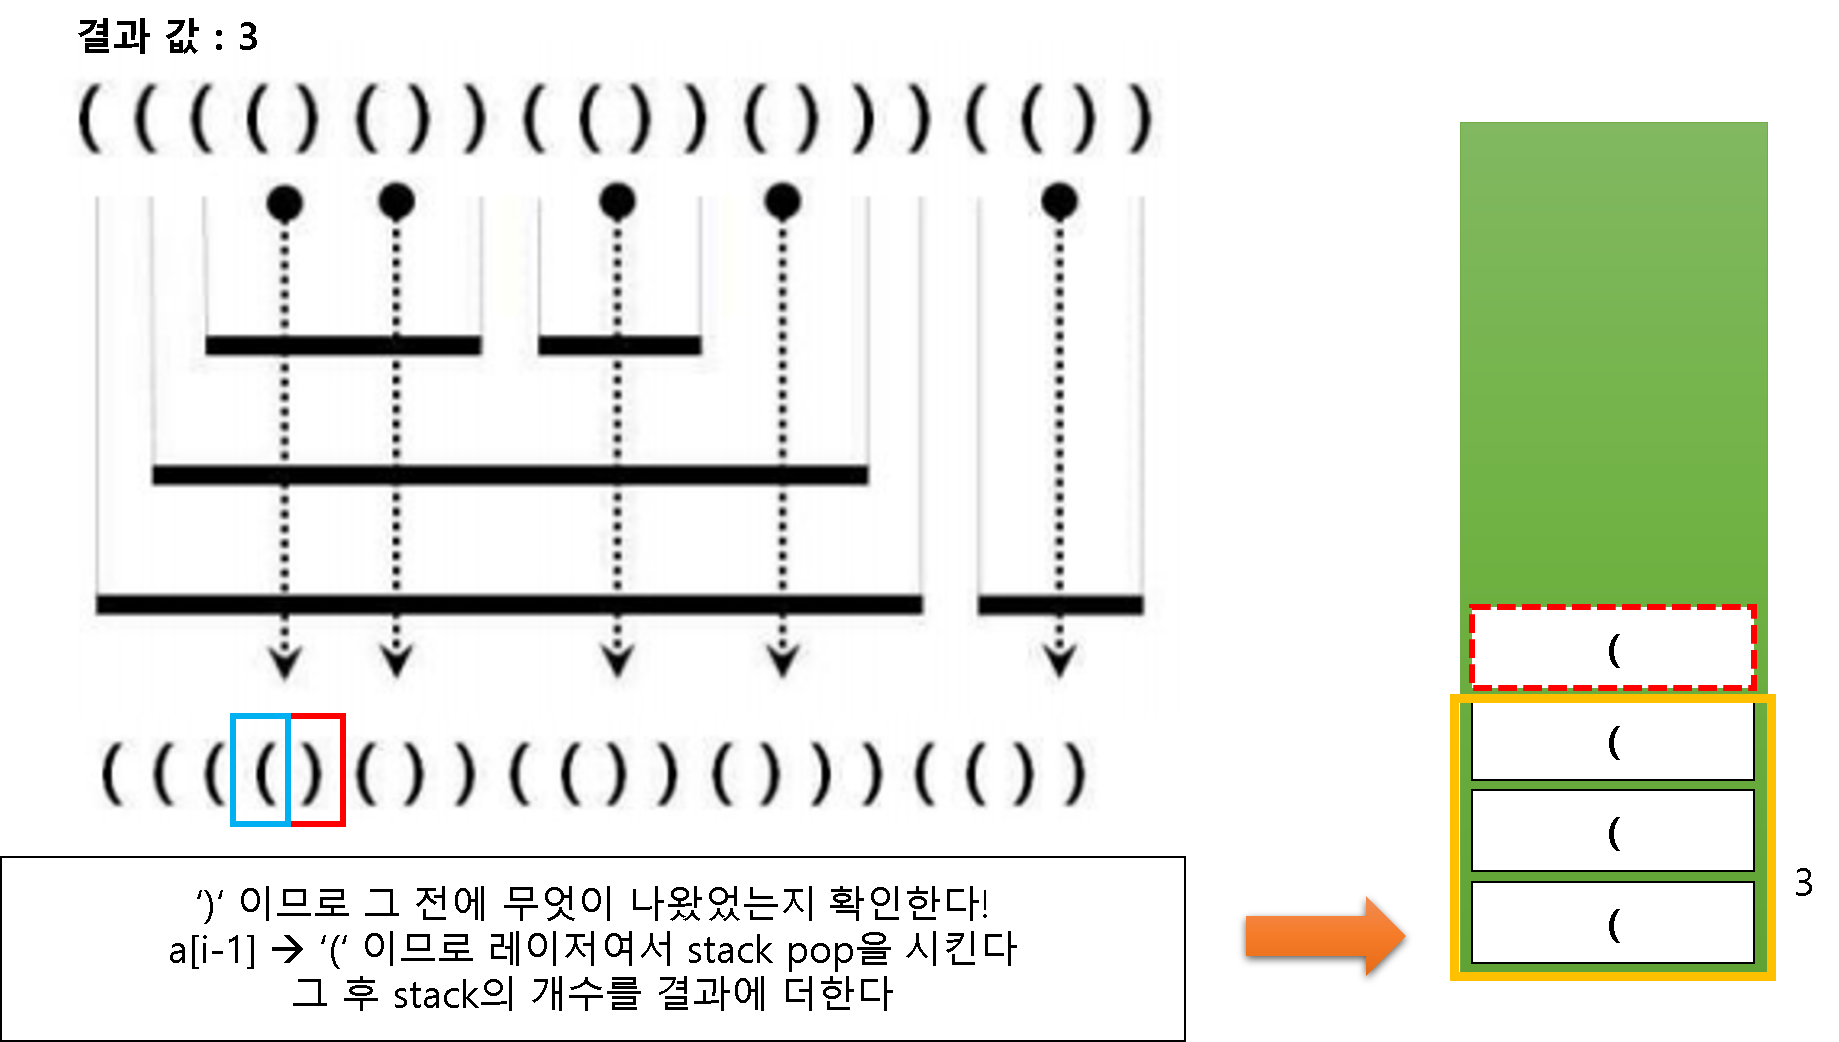 결과 값 : 3
( ( ( ( ) ( ) ) ( ( ) ) ( ) ) ) ( ( ) )
( ( ( ( ) ( ) ) ( ( ) ) ( ) ) ) ( ( ) )
‘)‘ 이므로 그 전에 무엇이 나왔었는지 확인한다!
a[i-1] → ‘(‘ 이므로 레이저여서 stack pop을 시킨다
그 후 stack의 개수를 결과에 더한다
(
(
(
(
3